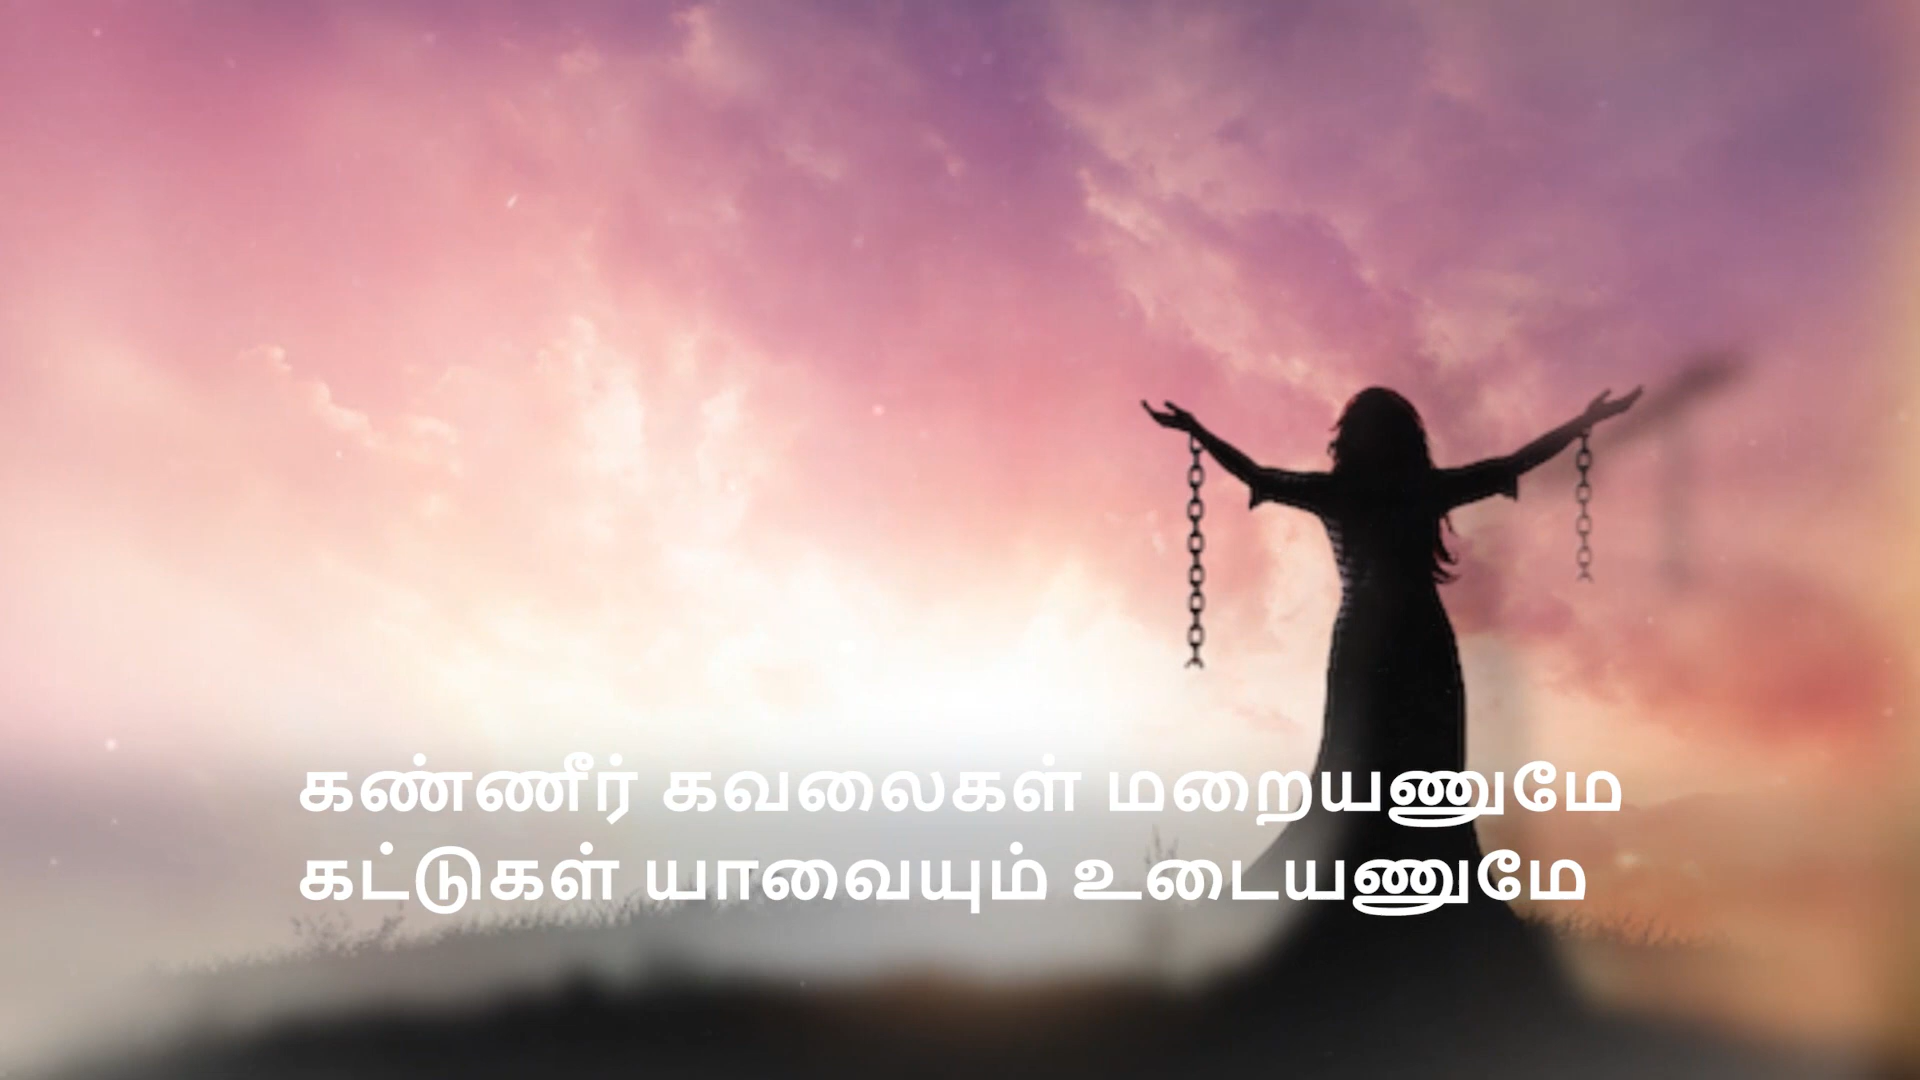 கண்ணீர் கவலைகள் மறையணுமே
கட்டுகள் யாவையும் உடையணுமே